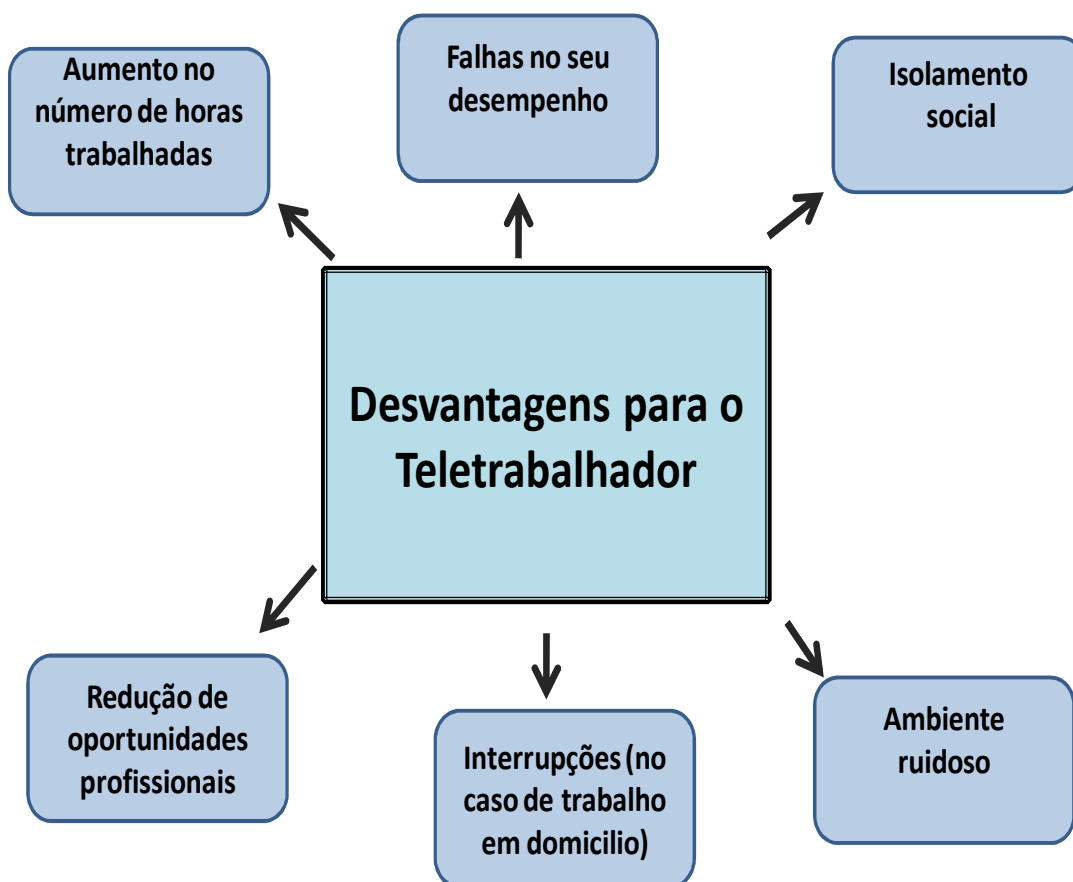 Aumento no
número de horas
trabalhadas
Falhas no seu
desempenho
Isolamento
social
Desvantagens para o
Teletrabalhador
Redução de
oportunidades
profissionais
Interrupções (no
caso de trabalho
em domicilio)
Ambiente
ruidoso